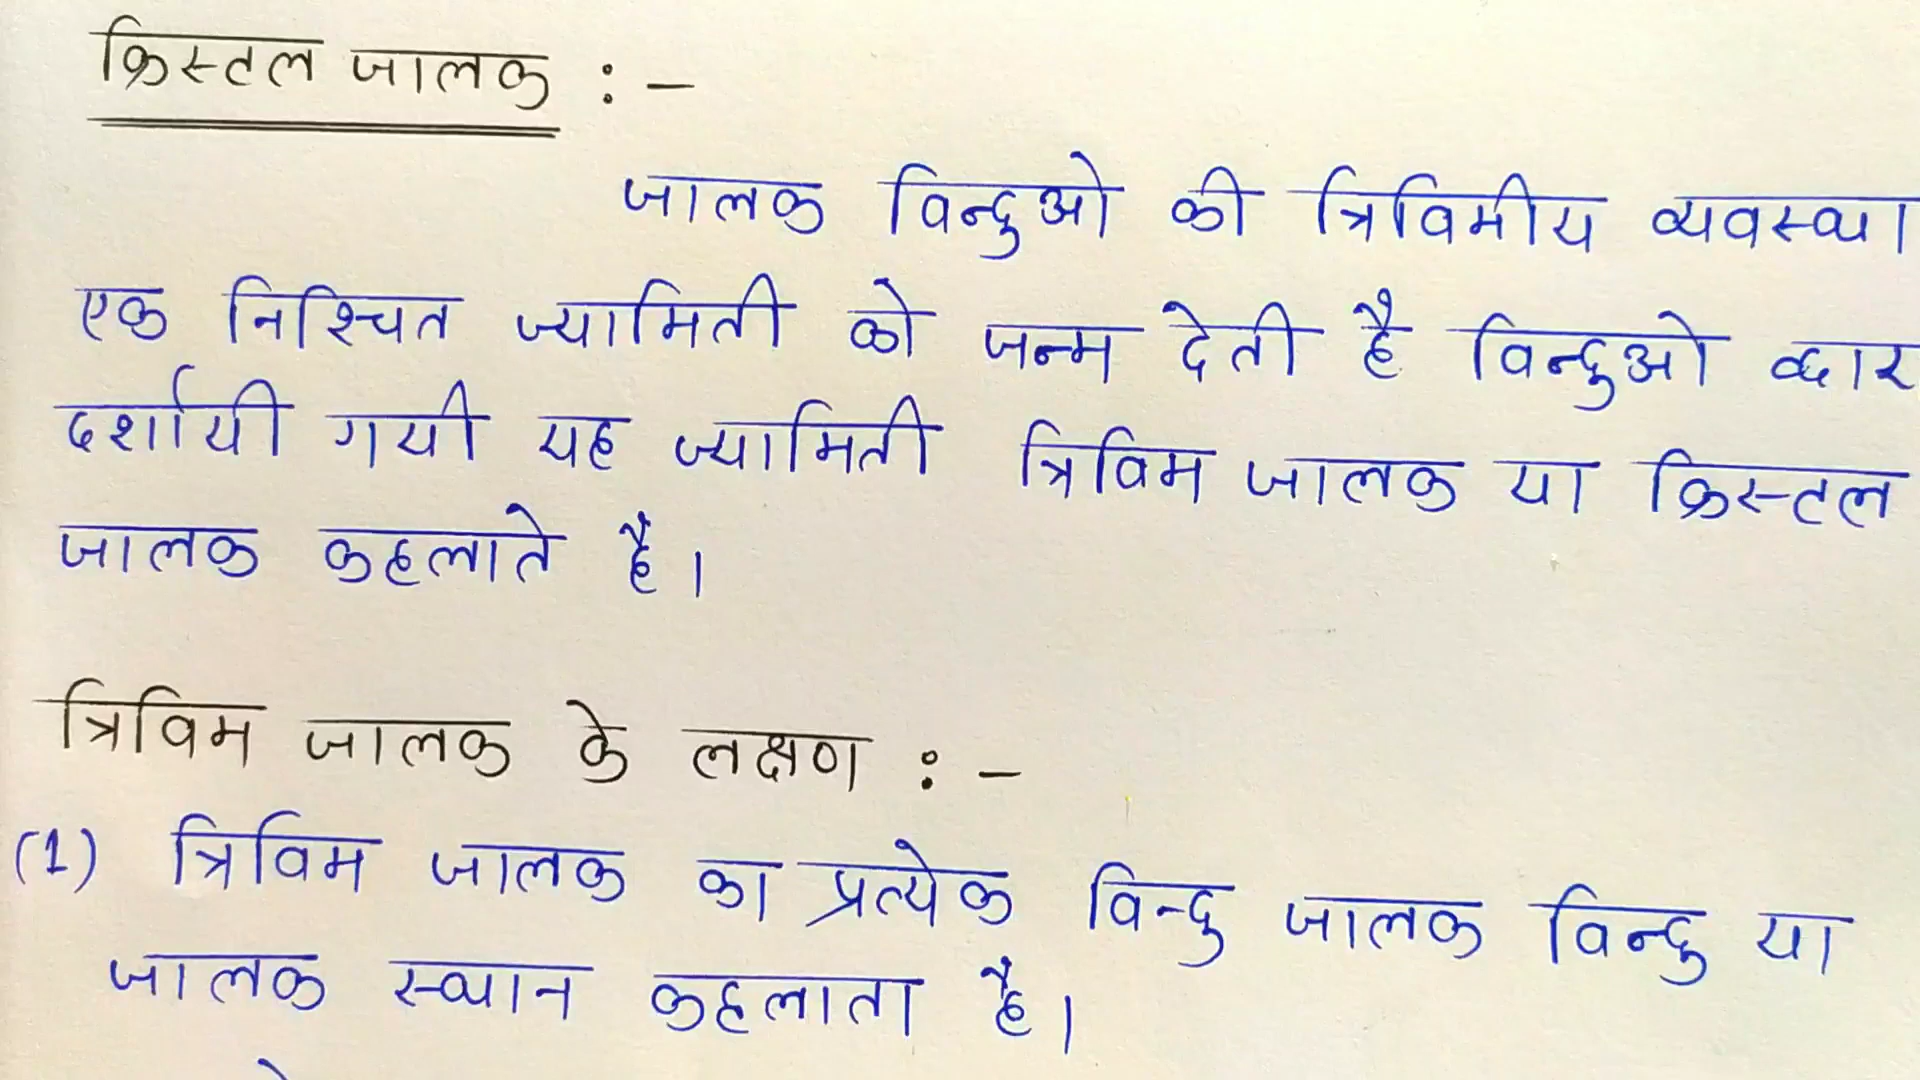 क्रिस्टल जालक :-
जालक विन्दुओ की त्रिविमीय व्यवस्था
एक निश्चित ज्यामिती को जन्म देती है विन्दुओ द्वार
दर्शायी गयी यह ज्यामिती त्रिविम जालक या क्रिस्टल
जालक कहलाते है।
त्रिविम जालक के लक्षण :-
(1) त्रिविम जालक का प्रत्येक विन्दु जालक विन्दु या
जालक स्थान कहलाता है।